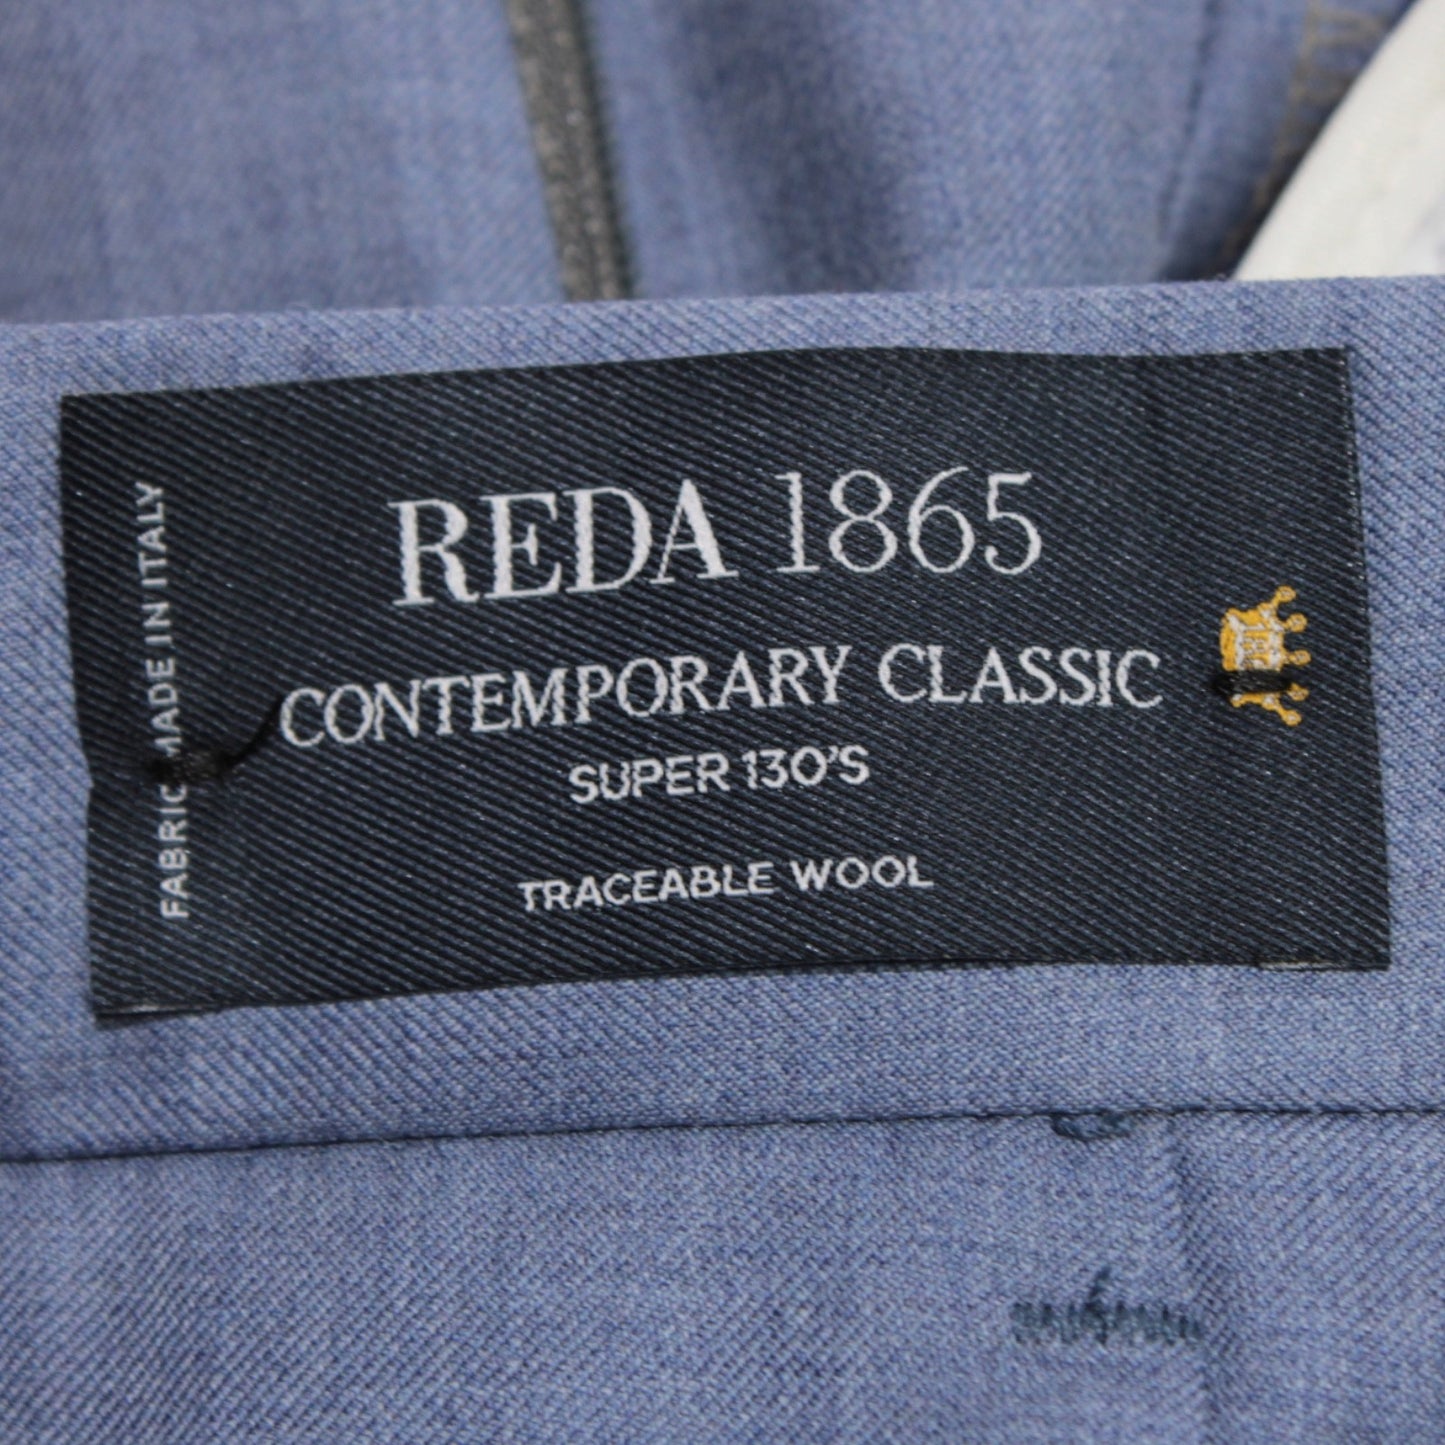 REDA 1865
CONTEMPORARY CLASSIC
SUPER 130'S
TRACEABLE WOOL
FABRIC MADE IN ITALY